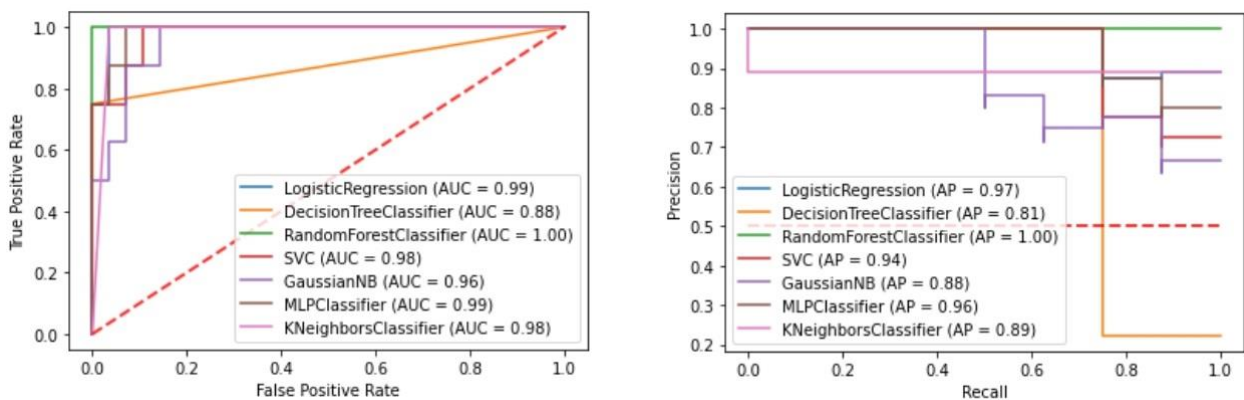 True Positive Rate
1.0
0.8
0.6
0.4
0.2
0.0
LogisticRegression (AUC = 0.99)
DecisionTreeClassifier (AUC = 0.88)
RandomForestClassifier (AUC = 1.00)
SVC (AUC = 0.98)
GaussianNB (AUC = 0.96)
MLPClassifier (AUC = 0.99)
KNeighborsClassifier (AUC = 0.98)
0.0 0.2 0.4 0.6 0.8 1.0
False Positive Rate
Precision
1.0
0.9
0.8
0.7
0.6
0.5
0.4
0.3
0.2
LogisticRegression (AP = 0.97)
DecisionTreeClassifier (AP = 0.81)
RandomForestClassifier (AP = 1.00)
SVC (AP = 0.94)
GaussianNB (AP = 0.88)
MLPClassifier (AP = 0.96)
KNeighborsClassifier (AP = 0.89)
0.0 0.2 0.4 0.6 0.8 1.0
Recall